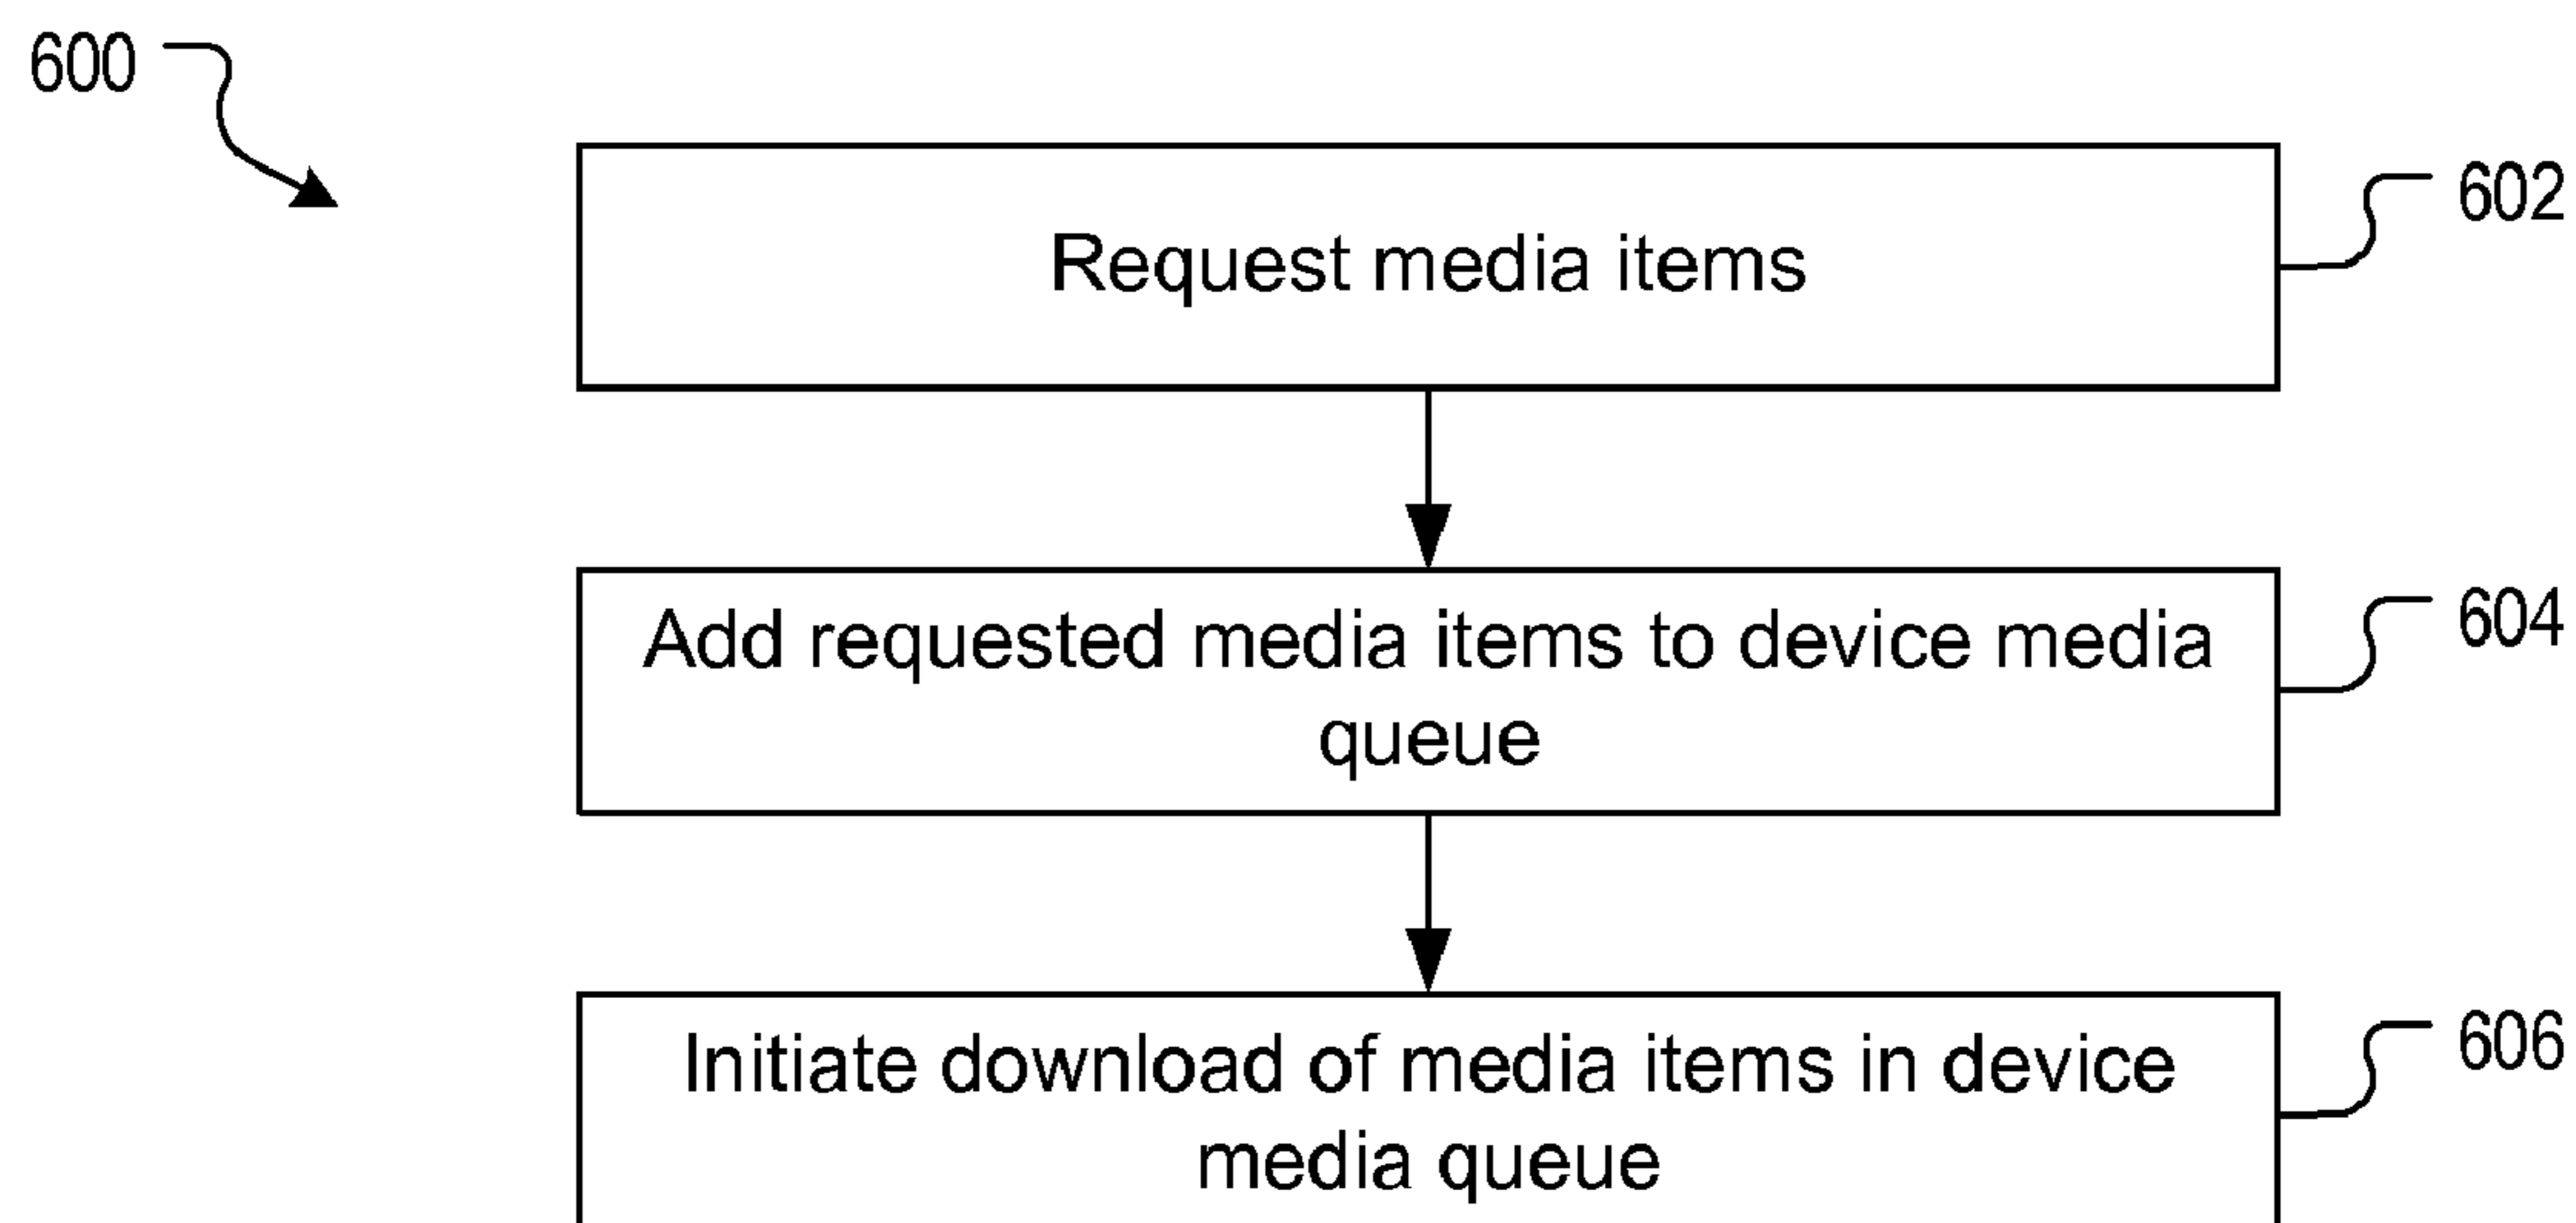 600
602
Request media items
604
Add requested media items to device media
queue
606
Initiate download of media items in device
media queue